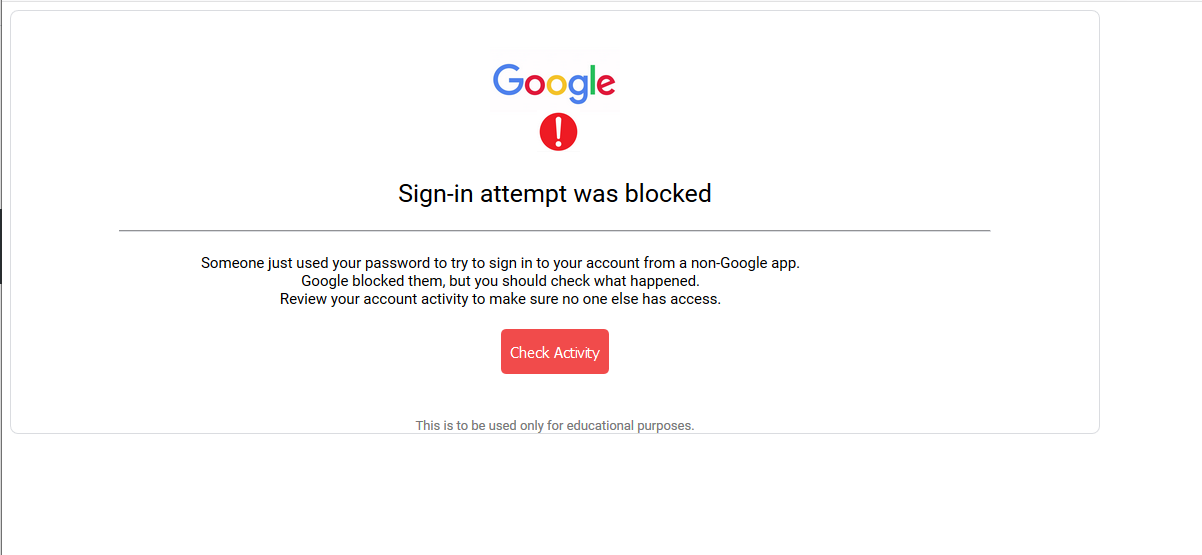 Google
Sign-in attempt was blocked
Someone just used your password to try to sign in to your account from a non-Google app.
Google blocked them, but you should check what happened.
Review your account activity to make sure no one else has access.
Check Activity
This is to be used only for educational purposes.